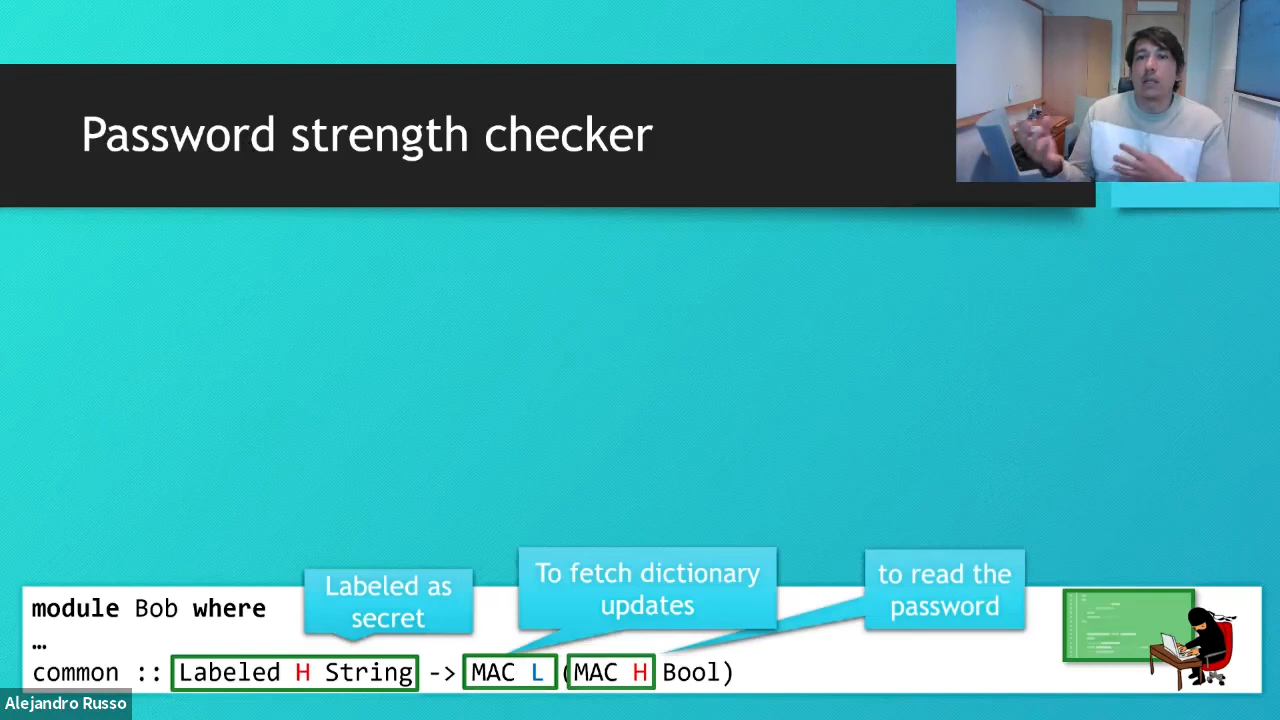 Password strength checker
Labeled as
secret
To fetch dictionary
updates
to read the
password
module Bob where
…
common :: Labeled H String -> MAC L (MAC H Bool)
Alejandro Russo